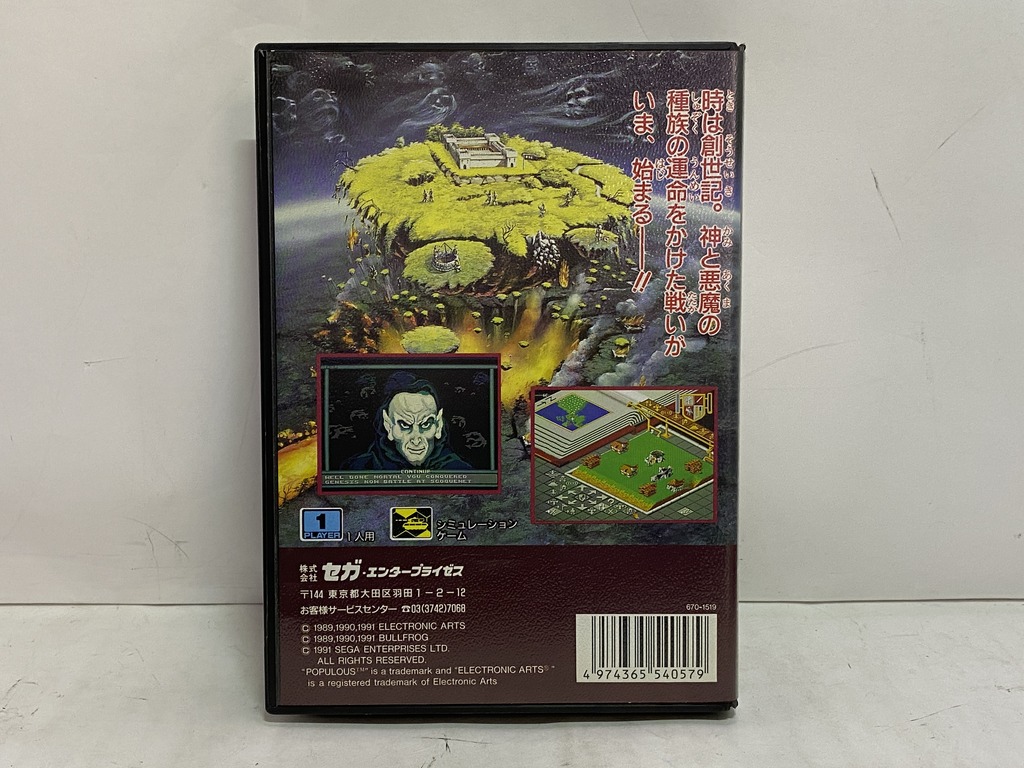 時は創世記。神と悪魔の
種族の運命をかけた戦いが
いま、始まる——!!
CONTINUE
WELL DONE MORTAL YOU CONQUERED
GENESIS NOW BATTLE AT SCOQUEMET
1
PLAYER
1人用
シミュレーション
ゲーム
株式
会社
セガ・エンタープライゼス
〒144 東京都大田区羽田1-2-12
お客様サービスセンター ☎03(3742)7068
© 1989,1990,1991 ELECTRONIC ARTS
© 1989,1990,1991 BULLFROG
© 1991 SEGA ENTERPRISES LTD.
ALL RIGHTS RESERVED.
"POPULOUS™" is a trademark and "ELECTRONIC ARTS®"
is a registered trademark of Electronic Arts
670-1519
4 974365 540579